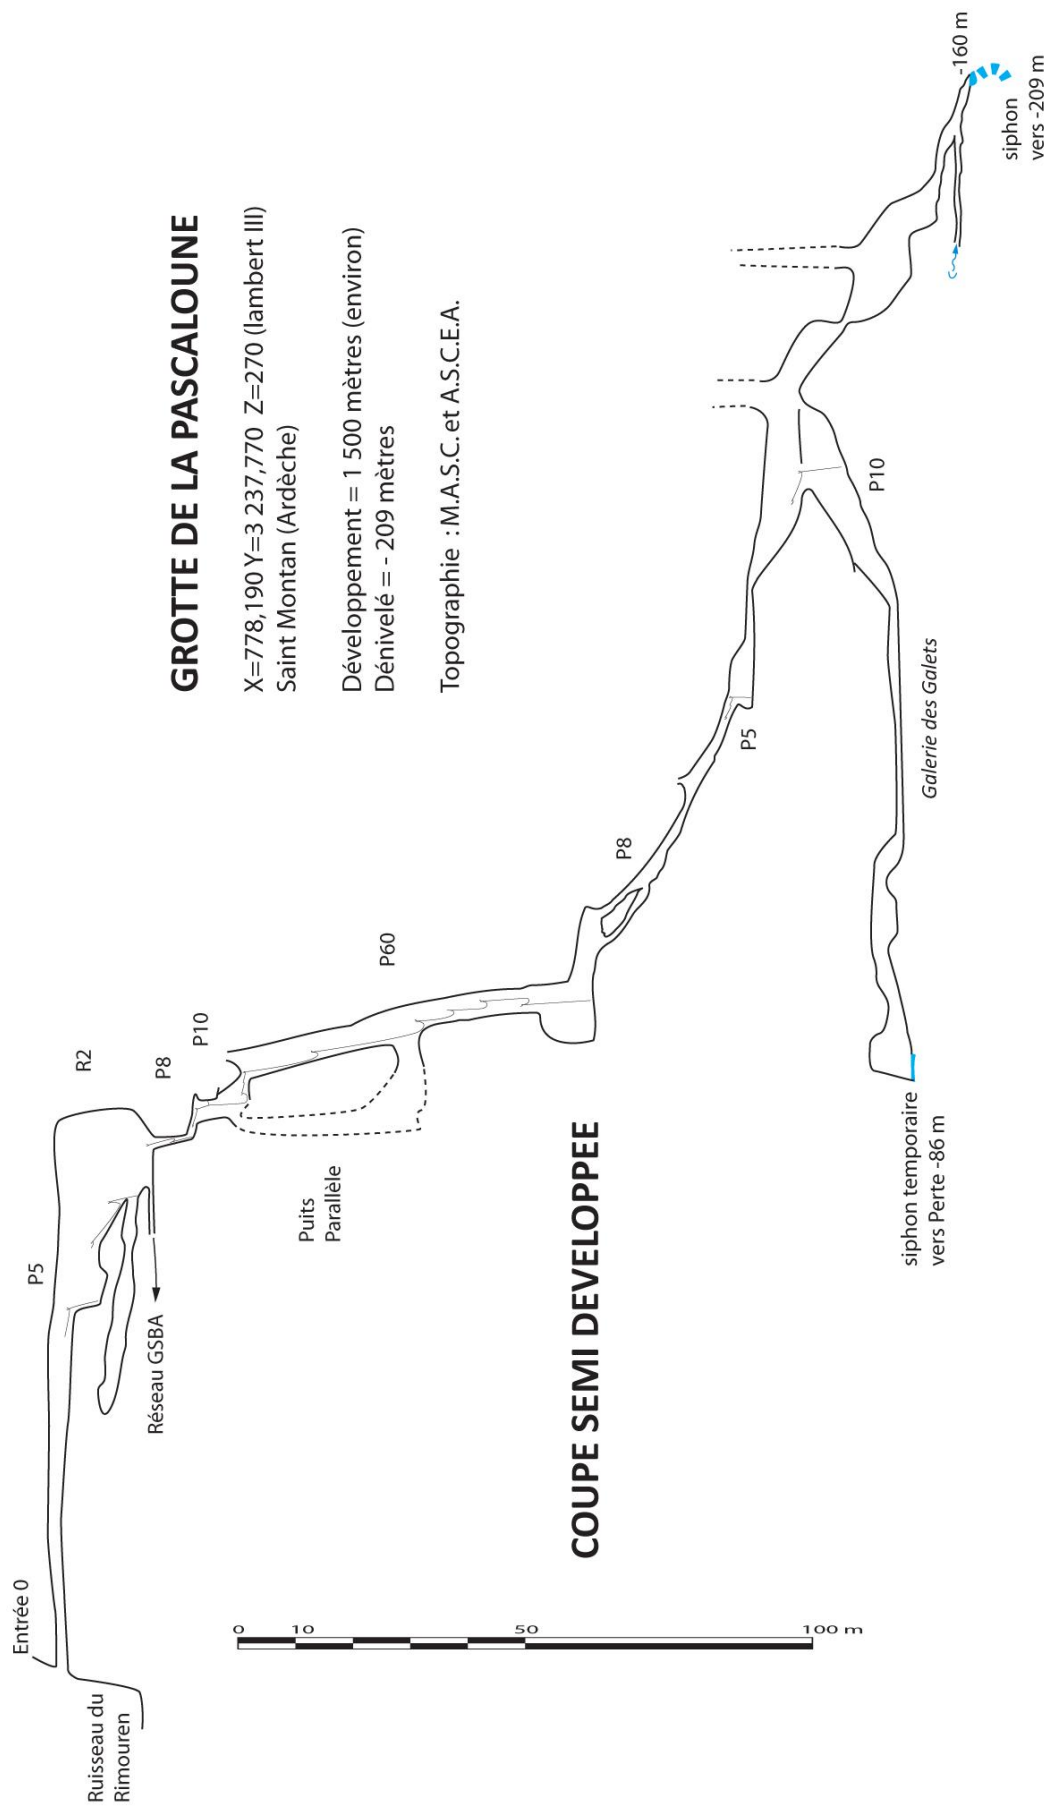 GROTTE DE LA PASCALOUNE
X=778,190 Y=3 237,770 Z=270 (lambert III)
Saint Montan (Ardèche)
Développement = 1 500 mètres (environ)
Dénivelé = - 209 mètres
Topographie : M.A.S.C. et A.S.C.E.A.
Entrée 0
Ruisseau du
Rimouren
P5
R2
P8
P10
Réseau GSBA
Puits
Parallèle
P60
P8
P5
P10
Galerie des Galets
siphon temporaire
vers Perte -86 m
-160 m
siphon
vers -209 m
COUPE SEMI DEVELOPPEE
0 10 50 100 m